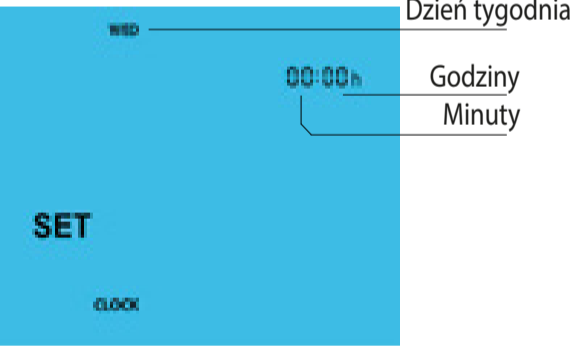 Dzień tygodnia
WED
00:00h
Godziny
Minuty
SET
CLOCK